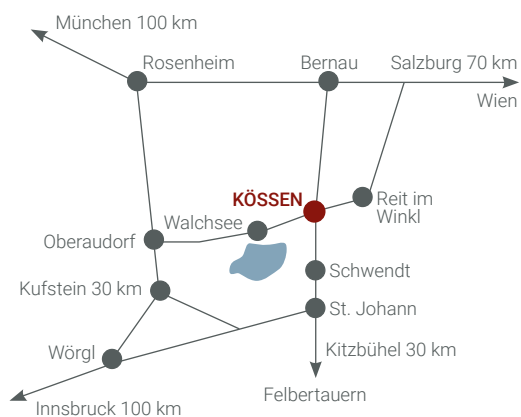 München 100 km
Rosenheim
Bernau
Salzburg 70 km
Wien
KÖSSEN
Reit im
Winkl
Walchsee
Oberaudorf
Schwendt
Kufstein 30 km
St. Johann
Wörgl
Kitzbühel 30 km
Felbertauern
Innsbruck 100 km